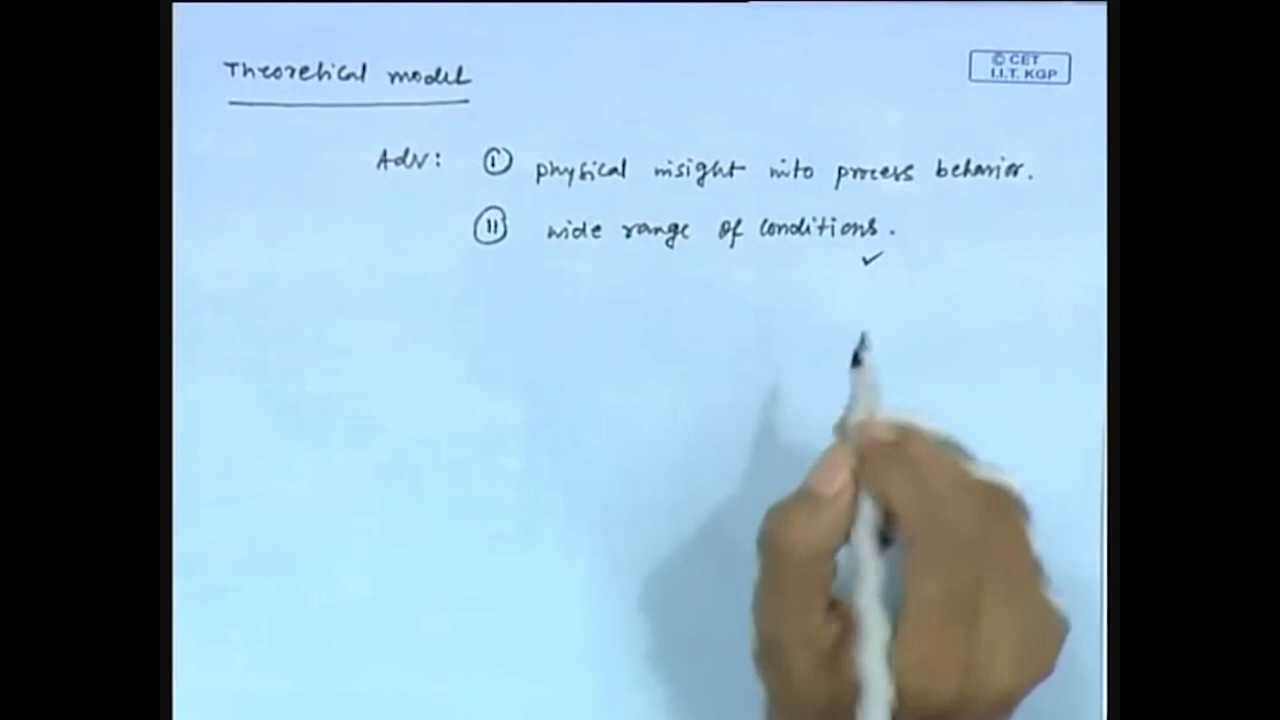 Theoretical model
© CET
I.I.T. KGP
Adv: (i) physical insight into process behavior.
(ii) wide range of conditions.